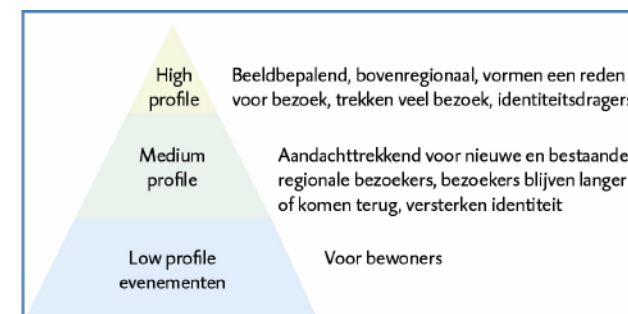 High
profile
Beeldbepalend, bovenregionaal, vormen een reden
voor bezoek, trekken veel bezoek, identiteitsdragers
Medium
profile
Aandachttrekkend voor nieuwe en bestaande
regionale bezoekers, bezoekers blijven langer
of komen terug, versterken identiteit
Low profile
evenementen
Voor bewoners